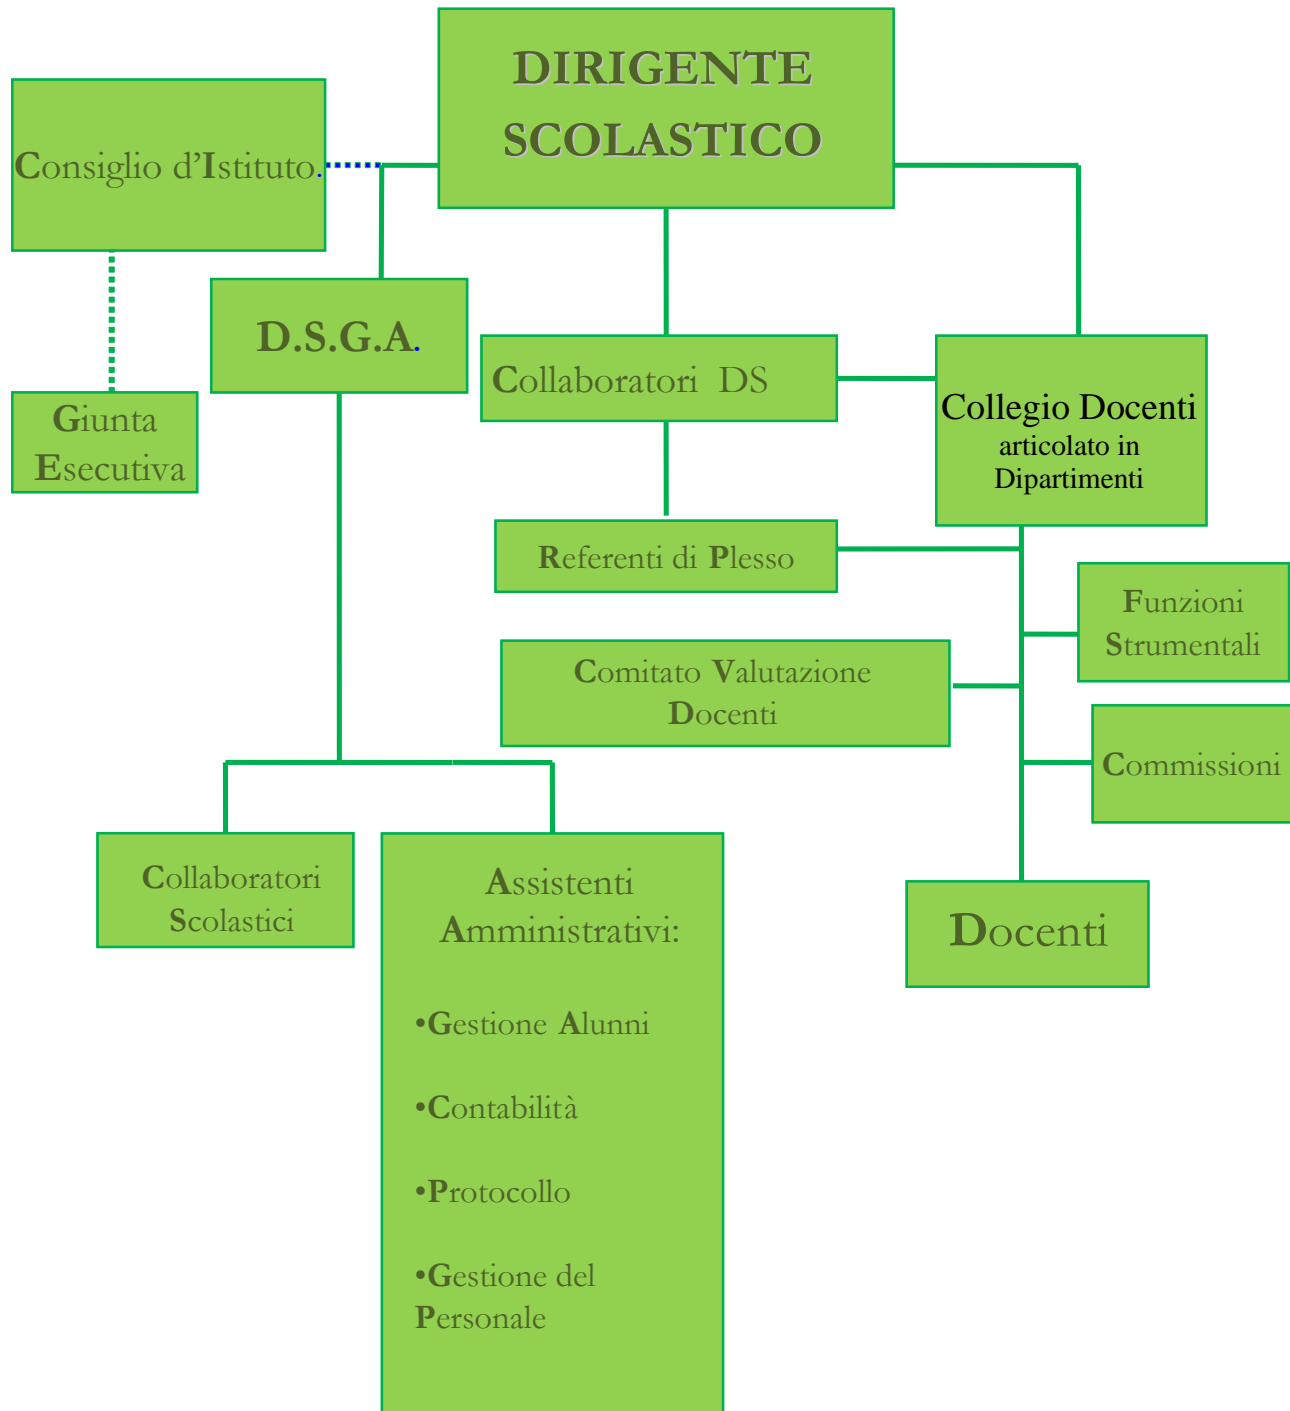 DIRIGENTE
SCOLASTICO
Consiglio d'Istituto.
D.S.G.A.
Collaboratori DS
Collegio Docenti
articolato in
Dipartimenti
Giunta
Esecutiva
Referenti di Plesso
Funzioni
Strumentali
Comitato Valutazione
Docenti
Commissioni
Collaboratori
Scolastici
Assistenti
Amministrativi:
•Gestione Alunni
•Contabilità
•Protocollo
•Gestione del
Personale
Docenti